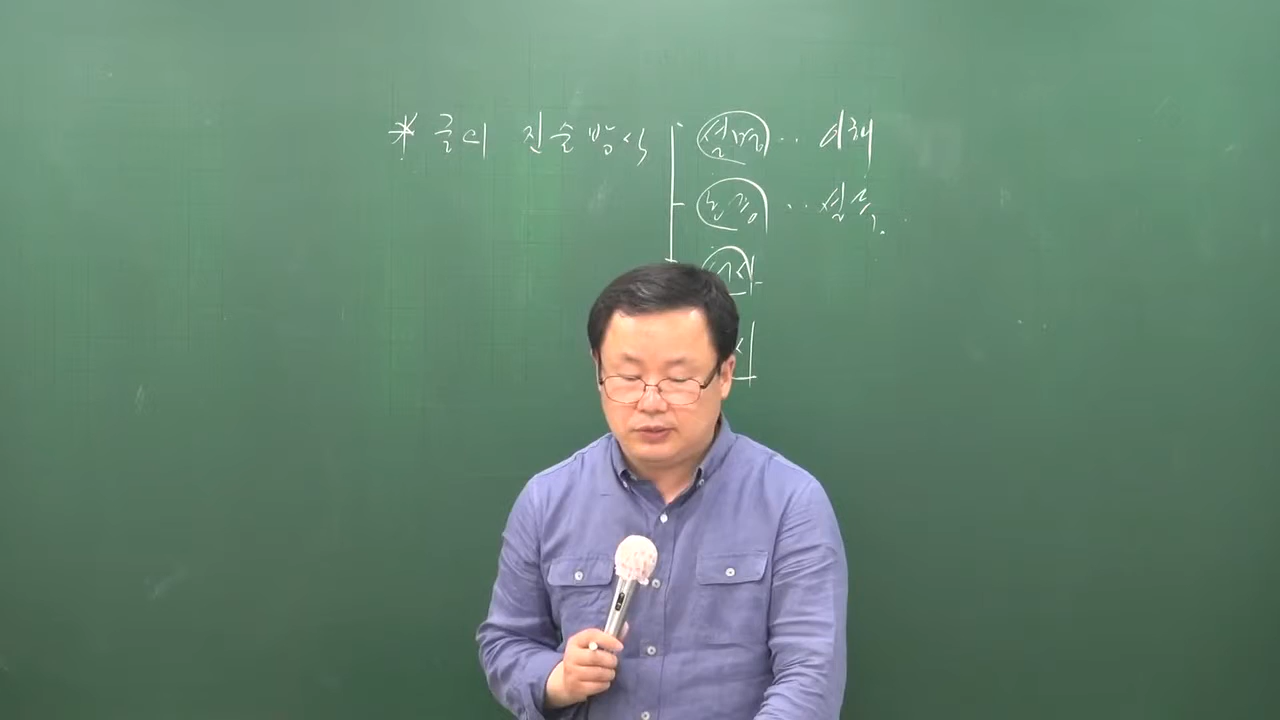 * 글의 진술방식 설명 ·· 이해
논증 ·· 설득